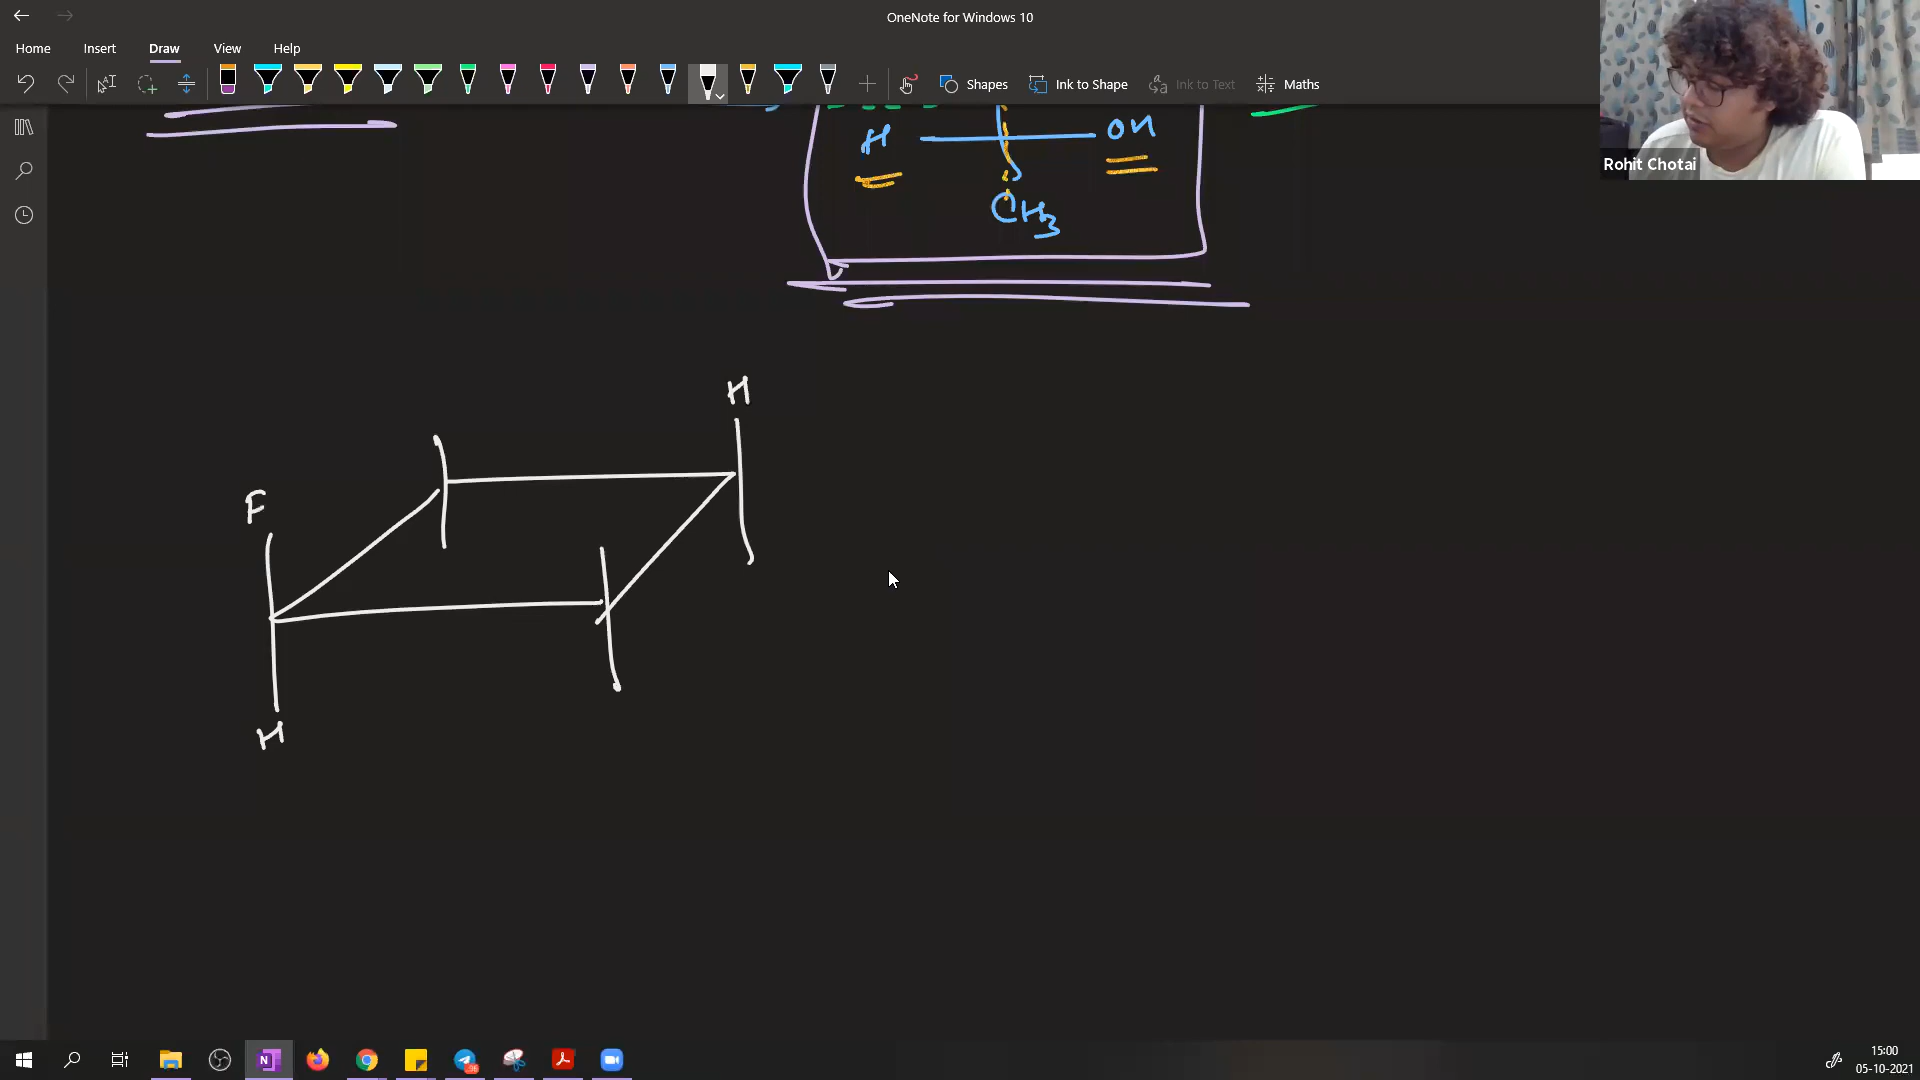 OneNote for Windows 10
Home Insert Draw View Help
Shapes Ink to Shape Ink to Text Maths
Rohit Chotai
H OH
CH3
H
F
H
15:00
05-10-2021